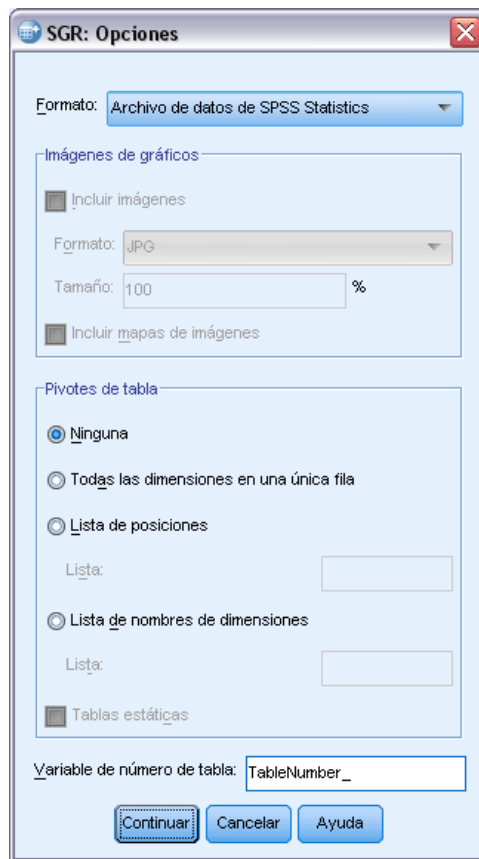 SGR: Opciones
Formato: Archivo de datos de SPSS Statistics
Imágenes de gráficos
Incluir imágenes
Formato: JPG
Tamaño: 100 %
Incluir mapas de imágenes
Pivotes de tabla
Ninguna
Todas las dimensiones en una única fila
Lista de posiciones
Lista:
Lista de nombres de dimensiones
Lista:
Tablas estáticas
Variable de número de tabla: TableNumber_
Continuar Cancelar Ayuda